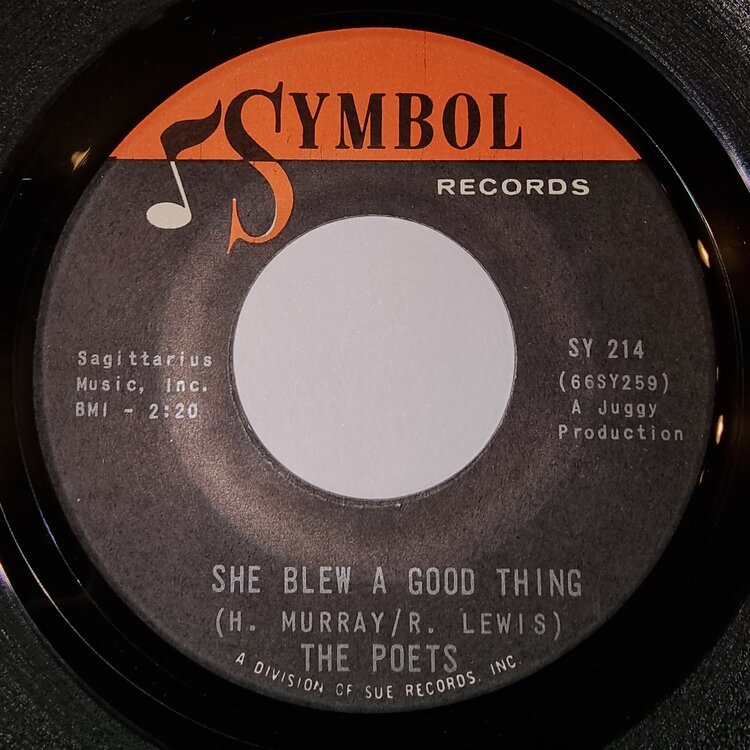 SYMBOL
RECORDS
Sagittarius
Music, Inc.
BMI - 2:20
SY 214
(66SY259)
A Juggy
Production
SHE BLEW A GOOD THING
(H. MURRAY/R. LEWIS)
THE POETS
A DIVISION OF SUE RECORDS, INC.